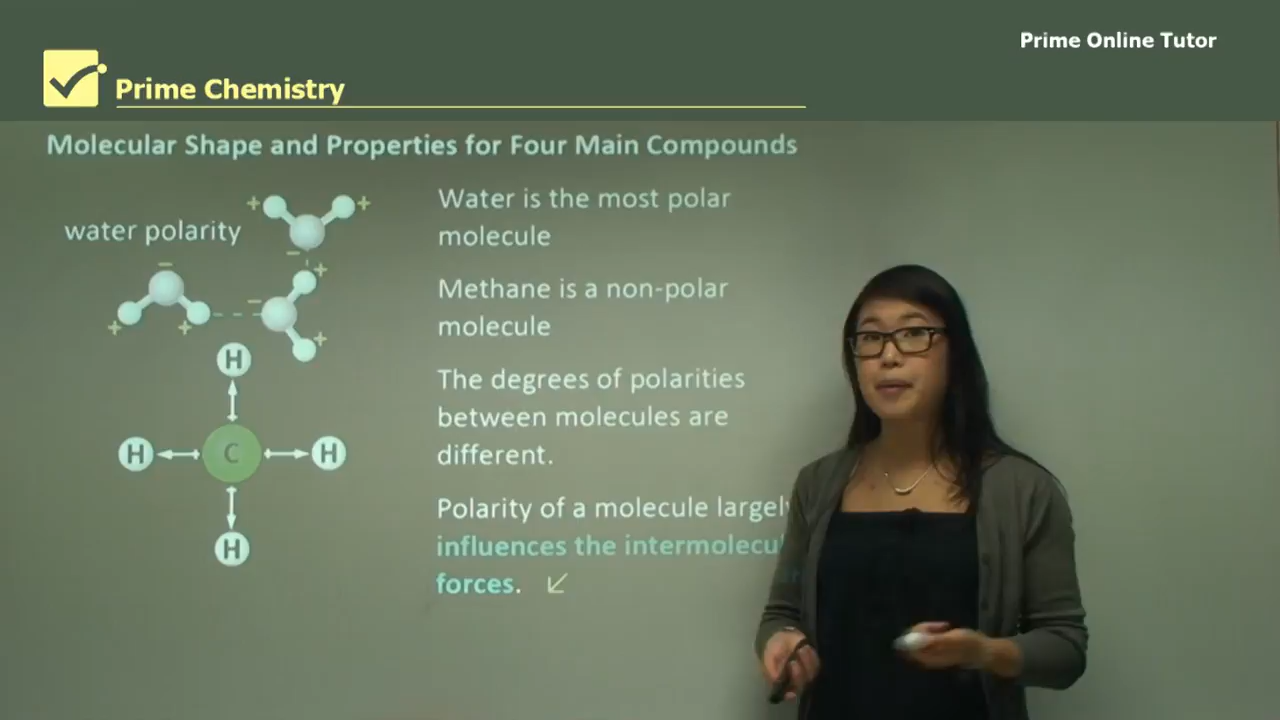 Prime Online Tutor
Prime Chemistry
Molecular Shape and Properties for Four Main Compounds
water polarity
+ +
−
− +
−
+ +
+
Water is the most polar
molecule
Methane is a non-polar
molecule
The degrees of polarities
between molecules are
different.
Polarity of a molecule largely
influences the intermolecu
forces.
H
H C H
H